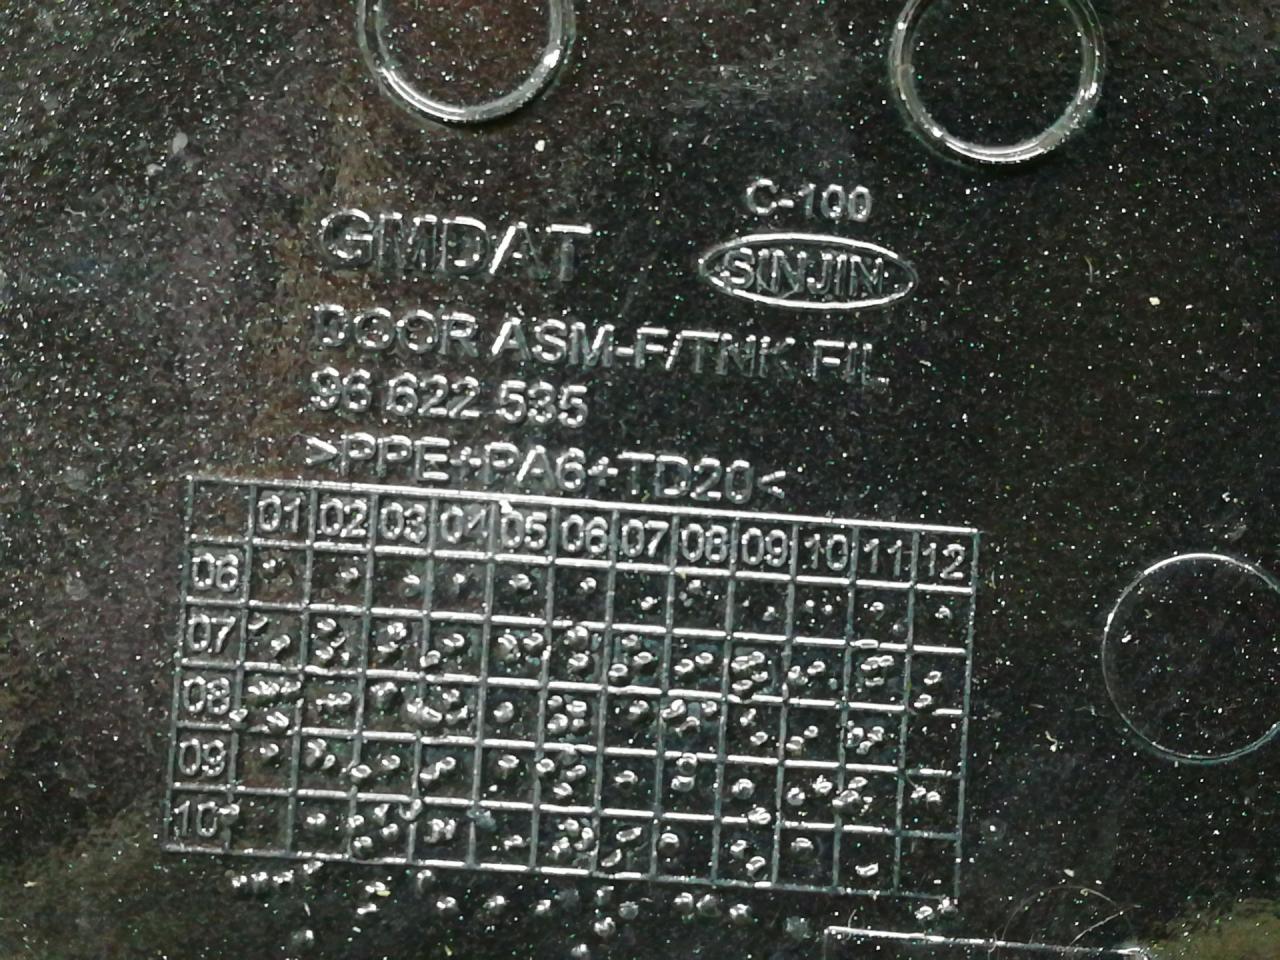 C-100
GMDAT SINJIN
DOOR ASM-F/TNK FIL
96 622 535
>PPE+PA6+TD20<
01 02 03 04 05 06 07 08 09 10 11 12
06
07
08
09
10